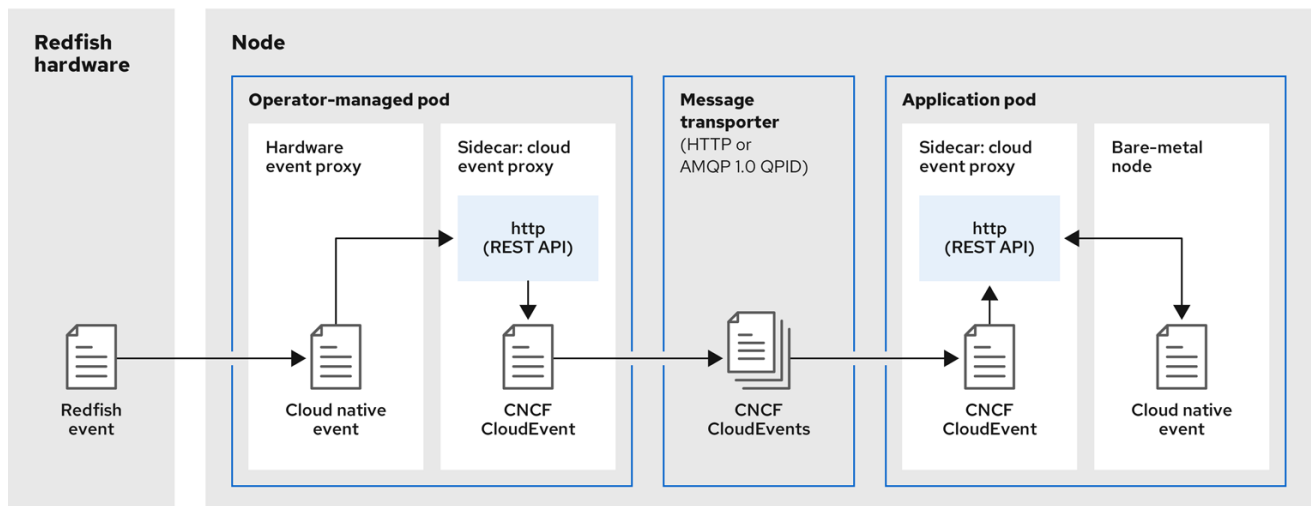 Redfish
hardware
Node
Operator-managed pod
Hardware
event proxy
Sidecar: cloud
event proxy
http
(REST API)
Message
transporter
(HTTP or
AMQP 1.0 QPID)
Application pod
Sidecar: cloud
event proxy
http
(REST API)
Bare-metal
node
Redfish
event
Cloud native
event
CNCF
CloudEvent
CNCF
CloudEvents
CNCF
CloudEvent
Cloud native
event